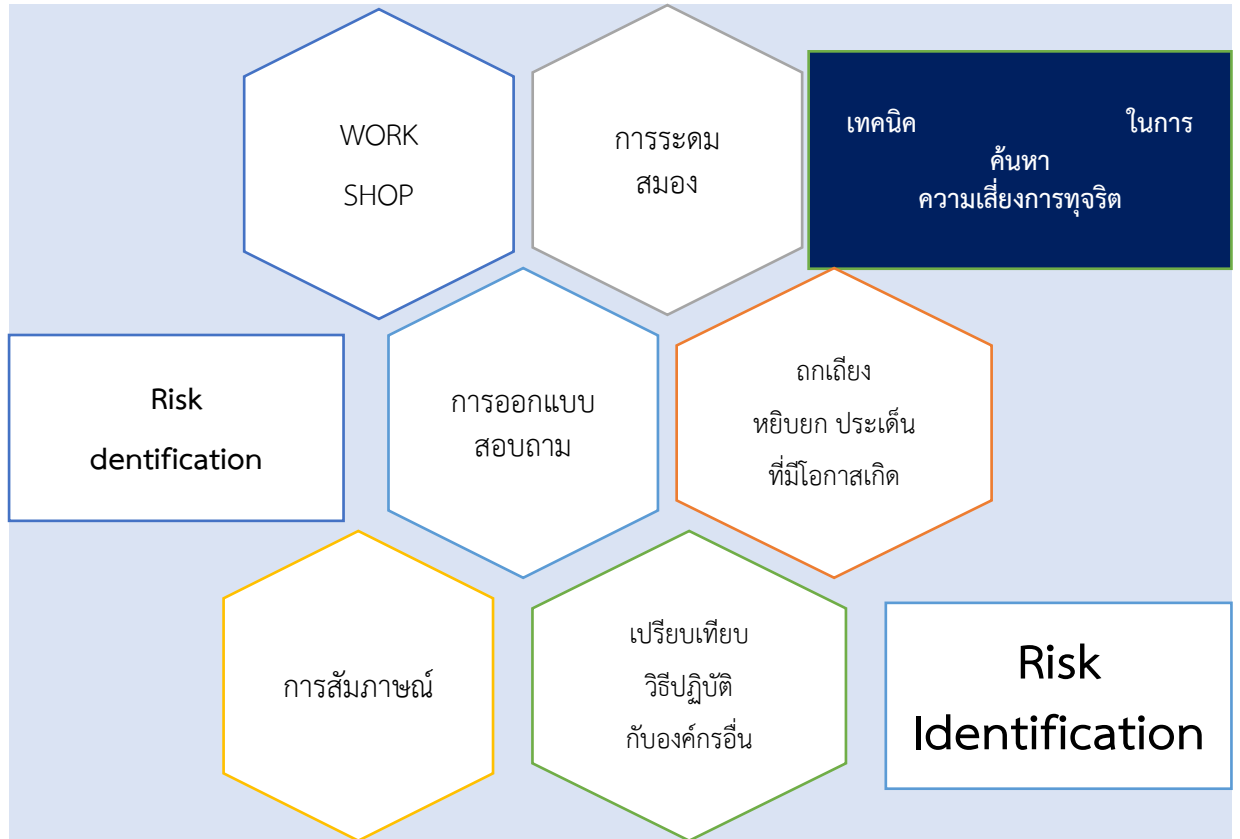 WORK
SHOP
การระดม
สมอง
เทคนิค ในการ
ค้นหา
ความเสี่ยงการทุจริต
Risk
dentification
การออกแบบ
สอบถาม
ถกเถียง
หยิบยก ประเด็น
ที่มีโอกาสเกิด
การสัมภาษณ์
เปรียบเทียบ
วิธีปฏิบัติ
กับองค์กรอื่น
Risk
Identification